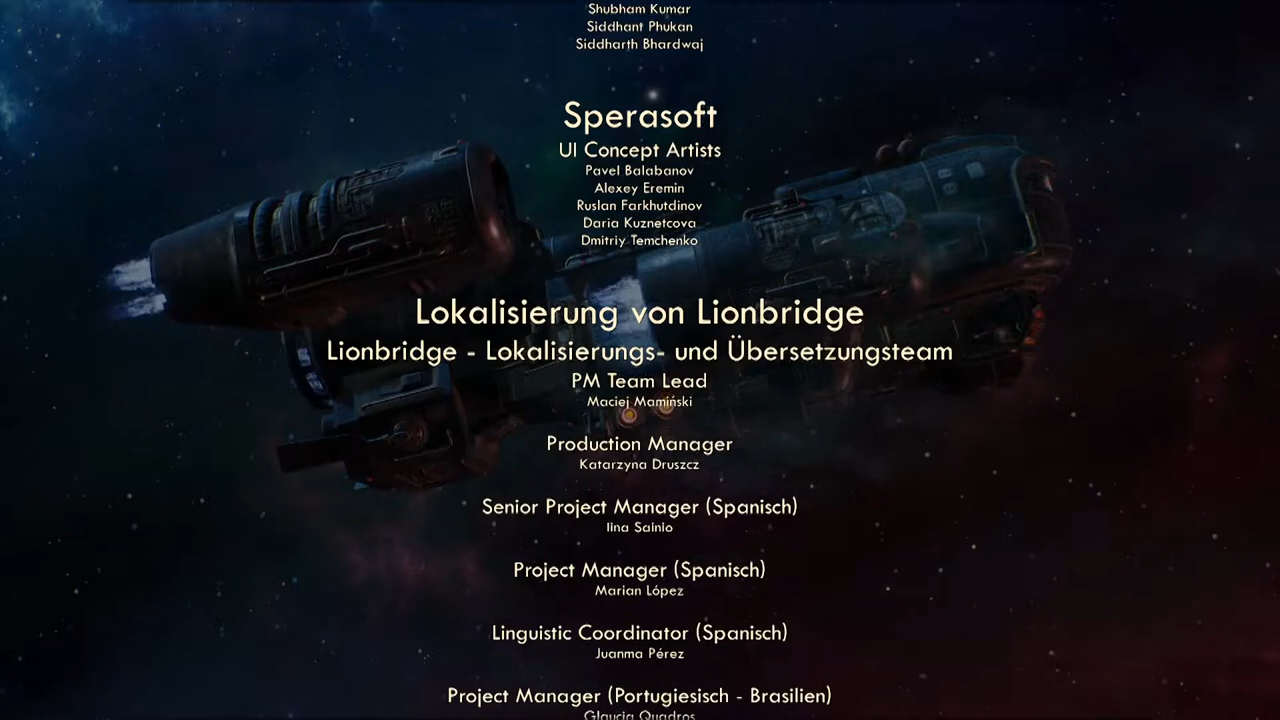 Shubham Kumar
Siddhant Phukan
Siddharth Bhardwaj
Sperasoft
UI Concept Artists
Pavel Balabanov
Alexey Eremin
Ruslan Farkhutdinov
Daria Kuznetcova
Dmitriy Temchenko
Lokalisierung von Lionbridge
Lionbridge - Lokalisierungs- und Übersetzungsteam
PM Team Lead
Maciej Mamiński
Production Manager
Katarzyna Druszcz
Senior Project Manager (Spanisch)
Iina Sainio
Project Manager (Spanisch)
Marian López
Linguistic Coordinator (Spanisch)
Juanma Pérez
Project Manager (Portugiesisch - Brasilien)
Glaucia Quadros